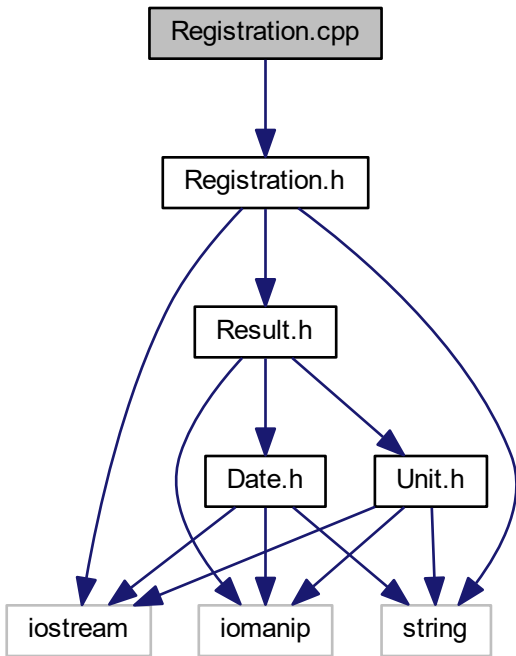 Registration.cpp
Registration.h
Result.h
Date.h
Unit.h
iostream
iomanip
string